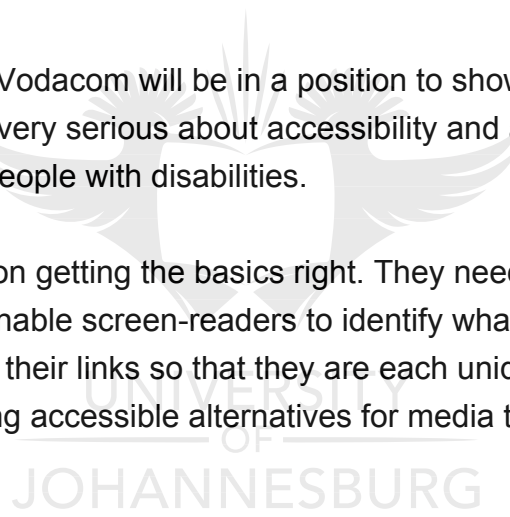 Vodacom will be in a position to show
very serious about accessibility and
eople with disabilities.
on getting the basics right. They need
nable screen-readers to identify wha
their links so that they are each uniq
ng accessible alternatives for media t
UNIVERSITY
OF
JOHANNESBURG